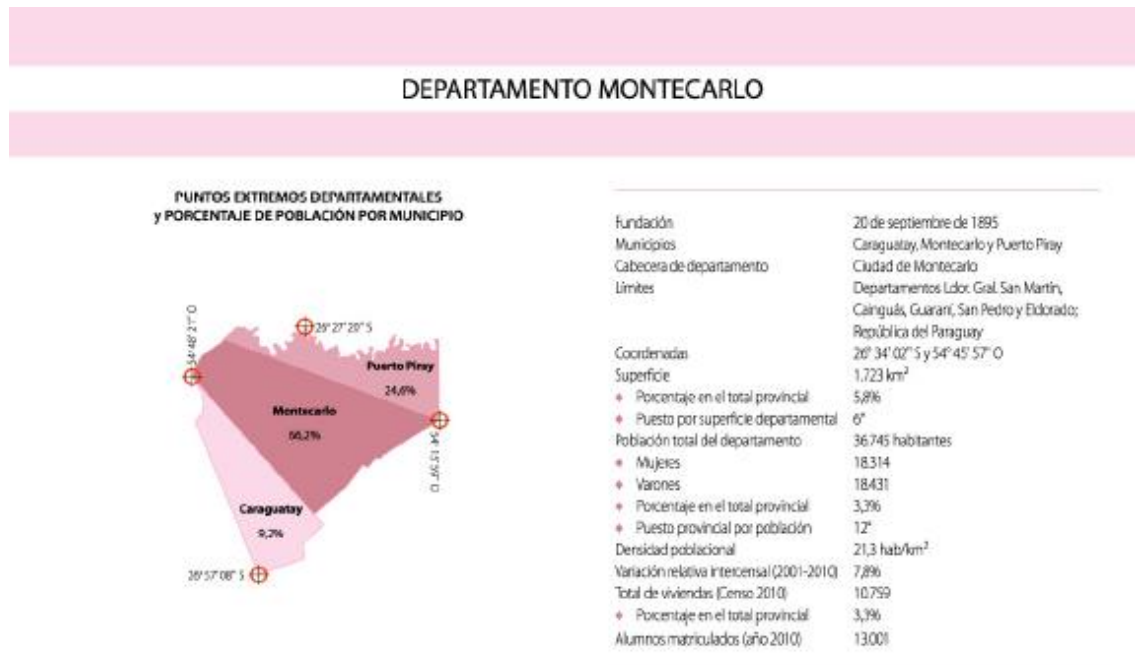 DEPARTAMENTO MONTECARLO
PUNTOS EXTREMOS DEPARTAMENTALES
y PORCENTAJE DE POBLACIÓN POR MUNICIPIO
54° 48' 21" O
26° 27' 20" S
Puerto Piray
24,6%
Montecarlo
66,2%
54° 15' 59" O
Caraguatay
9,2%
26° 57' 08" S
Fundación 20 de septiembre de 1895
Municipios Caraguatay, Montecarlo y Puerto Piray
Cabecera de departamento Ciudad de Montecarlo
Límites Departamentos Ldor. Gral. San Martín,
Cainguás, Guaraní, San Pedro y Eldorado;
República del Paraguay
Coordenadas 26° 34' 02" S y 54° 45' 57" O
Superficie 1.723 km²
♦ Porcentaje en el total provincial 5,8%
♦ Puesto por superficie departamental 6°
Población total del departamento 36.745 habitantes
♦ Mujeres 18.314
♦ Varones 18.431
♦ Porcentaje en el total provincial 3,3%
♦ Puesto provincial por población 12°
Densidad poblacional 21,3 hab/km²
Variación relativa intercensal (2001-2010) 7,8%
Total de viviendas (Censo 2010) 10.759
♦ Porcentaje en el total provincial 3,3%
Alumnos matriculados (año 2010) 13.001